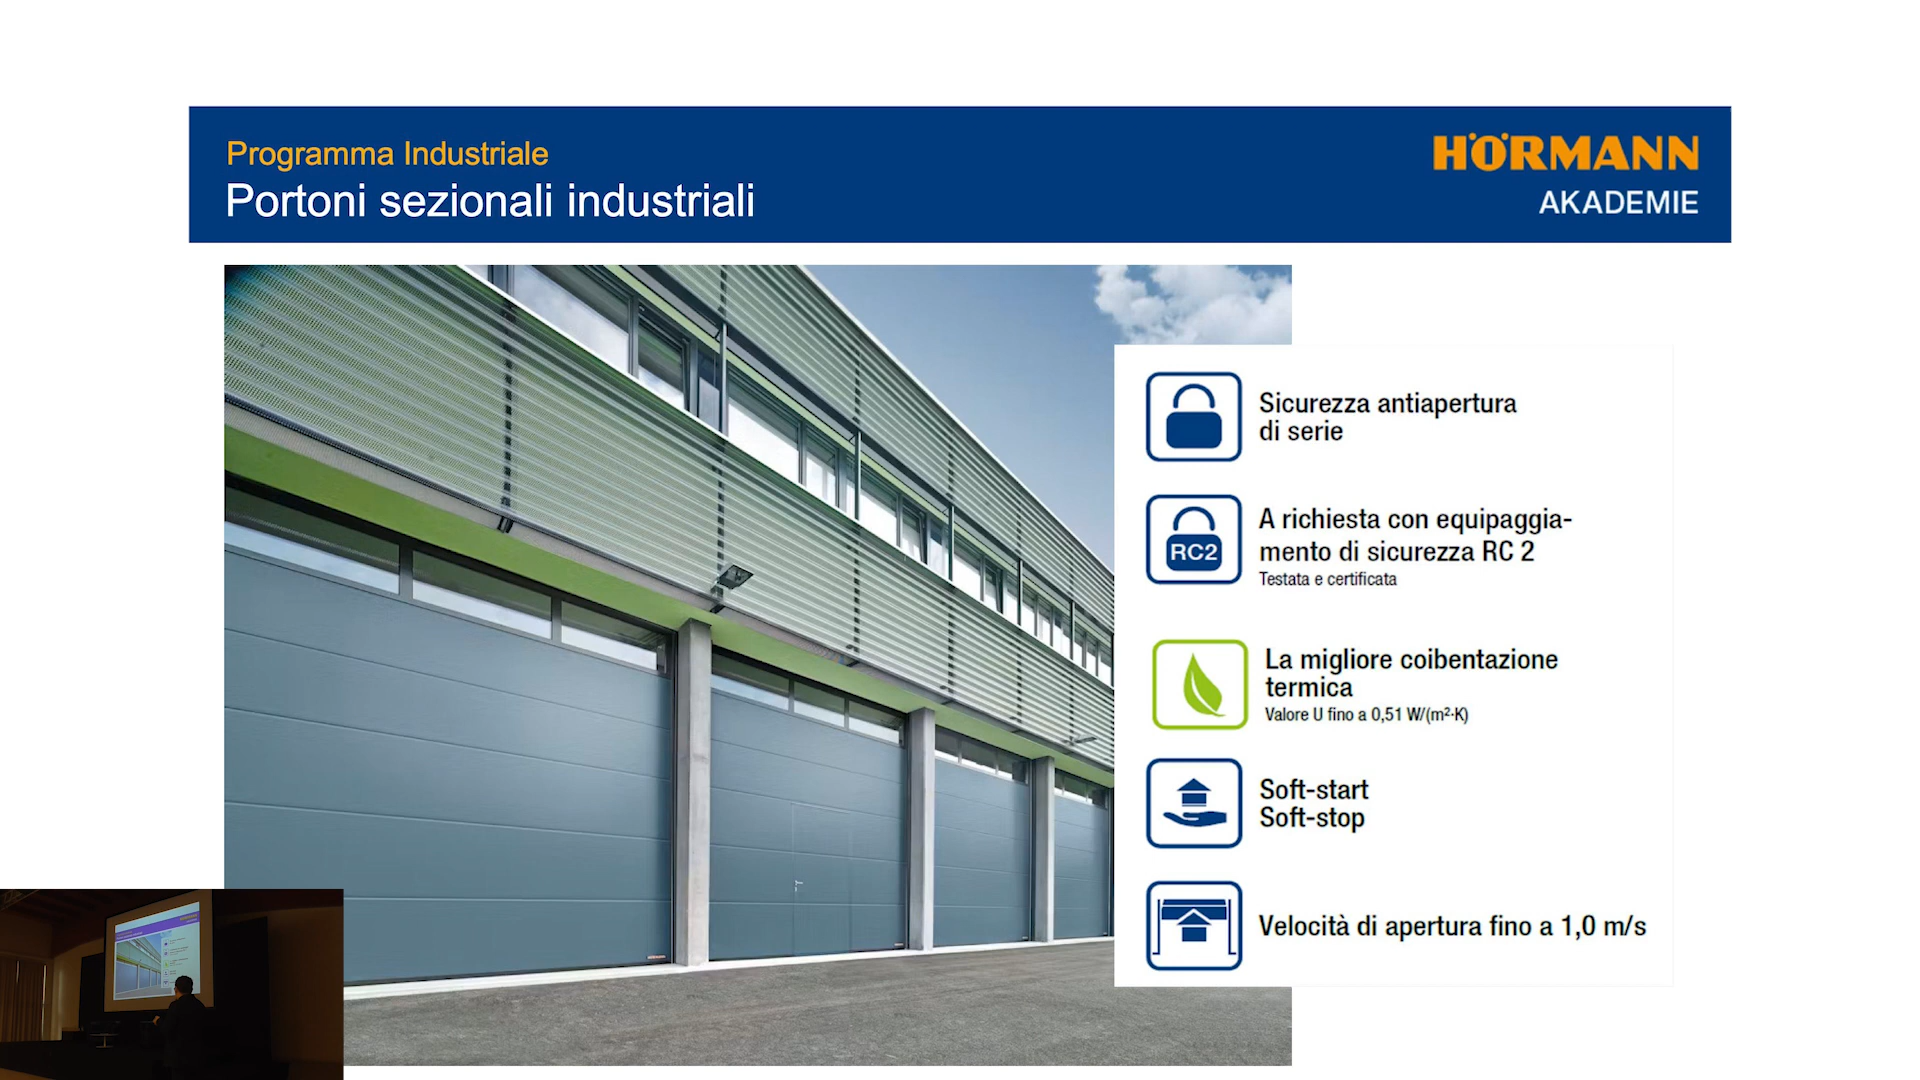 Programma Industriale
Portoni sezionali industriali
HÖRMANN
AKADEMIE
Sicurezza antiapertura
di serie
RC2
A richiesta con equipaggia-
mento di sicurezza RC 2
Testata e certificata
La migliore coibentazione
termica
Valore U fino a 0,51 W/(m²·K)
Soft-start
Soft-stop
Velocità di apertura fino a 1,0 m/s